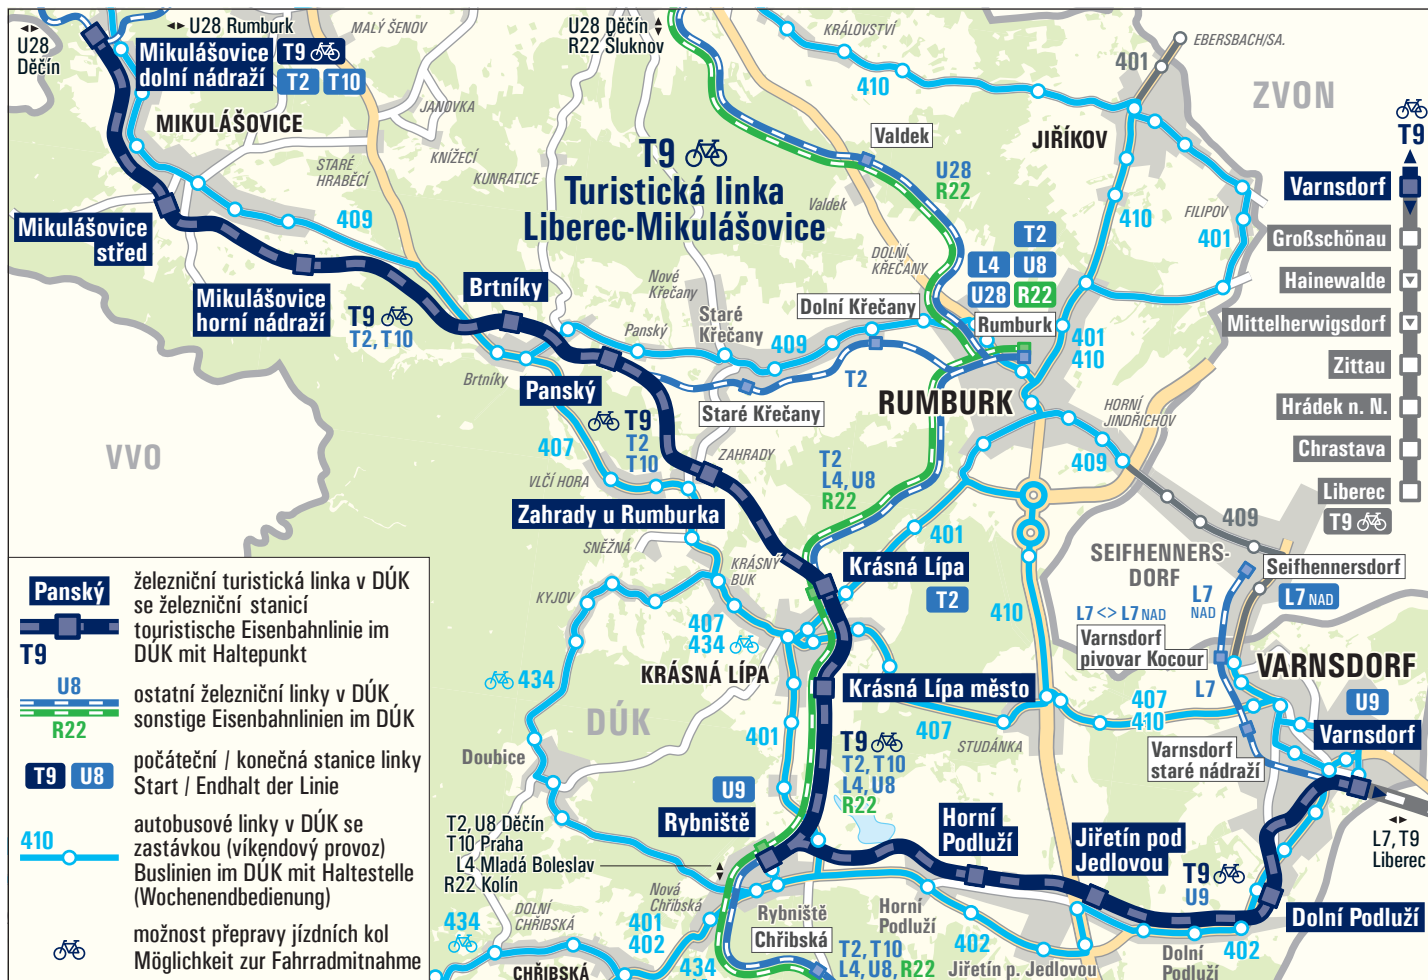 U28
Děčín
U28 Rumburk
Mikulášovice
dolní nádraží
T9
T2
T10
MALÝ ŠENOV
U28 Děčín
R22 Šluknov
KRÁLOVSTVÍ
410
401
EBERSBACH/SA.
ZVON
T9
MIKULÁŠOVICE
JANOVKA
KNÍŽECÍ
STARÉ
HRABĚCÍ
KUNRATICE
T9
Turistická linka
Liberec-Mikulášovice
Valdek
U28
R22
Valdek
JIŘÍKOV
410
FILIPOV
401
Varnsdorf
Großschönau
Hainewalde
Mittelherwigsdorf
Zittau
Hrádek n. N.
Chrastava
Liberec
T9
Mikulášovice
střed
409
Mikulášovice
horní nádraží
T9
T2, T10
Brtníky
Nové
Křečany
Staré
Křečany
DOLNÍ
KŘEČANY
Dolní Křečany
T2
L4
U8
U28
R22
Rumburk
401
410
Panský
409
Brtníky
Panský
T2
Staré Křečany
RUMBURK
HORNÍ
JINDŘICHOV
409
VVO
T9
T2
T10
407
ZAHRADY
VLČÍ HORA
T2
L4, U8
R22
Zahrady u Rumburka
401
409
SNĚŽNÁ
KRÁSNÝ
BUK
Krásná Lípa
T2
SEIFHENNERS-
DORF
Seifhennersdorf
L7
NAD
L7 NAD
L7 <> L7 NAD
KYJOV
407
434
410
Varnsdorf
pivovar Kocour
VARNSDORF
KRÁSNÁ LÍPA
Krásná Lípa město
L7
407
410
U9
Varnsdorf
434
DÚK
401
407
STUDÁNKA
Varnsdorf
staré nádraží
Doubice
T9
T2, T10
L4, U8
R22
U9
Rybniště
Horní
Podluží
Jiřetín pod
Jedlovou
T9
U9
L7, T9
Liberec
T2, U8 Děčín
T10 Praha
L4 Mladá Boleslav
R22 Kolín
Nová
Chřibská
DOLNÍ
CHŘIBSKÁ
434
401
402
Rybniště
Chřibská
Horní
Podluží
402
Dolní Podluží
Dolní
Podluží
402
CHŘIBSKÁ
434
T2, T10
L4, U8, R22
Jiřetín p. Jedlovou
Panský
T9
železniční turistická linka v DÚK
se železniční stanicí
touristische Eisenbahnlinie im
DÚK mit Haltepunkt
U8
R22
ostatní železniční linky v DÚK
sonstige Eisenbahnlinien im DÚK
T9
U8
počáteční / konečná stanice linky
Start / Endhalt der Linie
410
autobusové linky v DÚK se
zastávkou (víkendový provoz)
Buslinien im DÚK mit Haltestelle
(Wochenendbedienung)
možnost přepravy jízdních kol
Möglichkeit zur Fahrradmitnahme